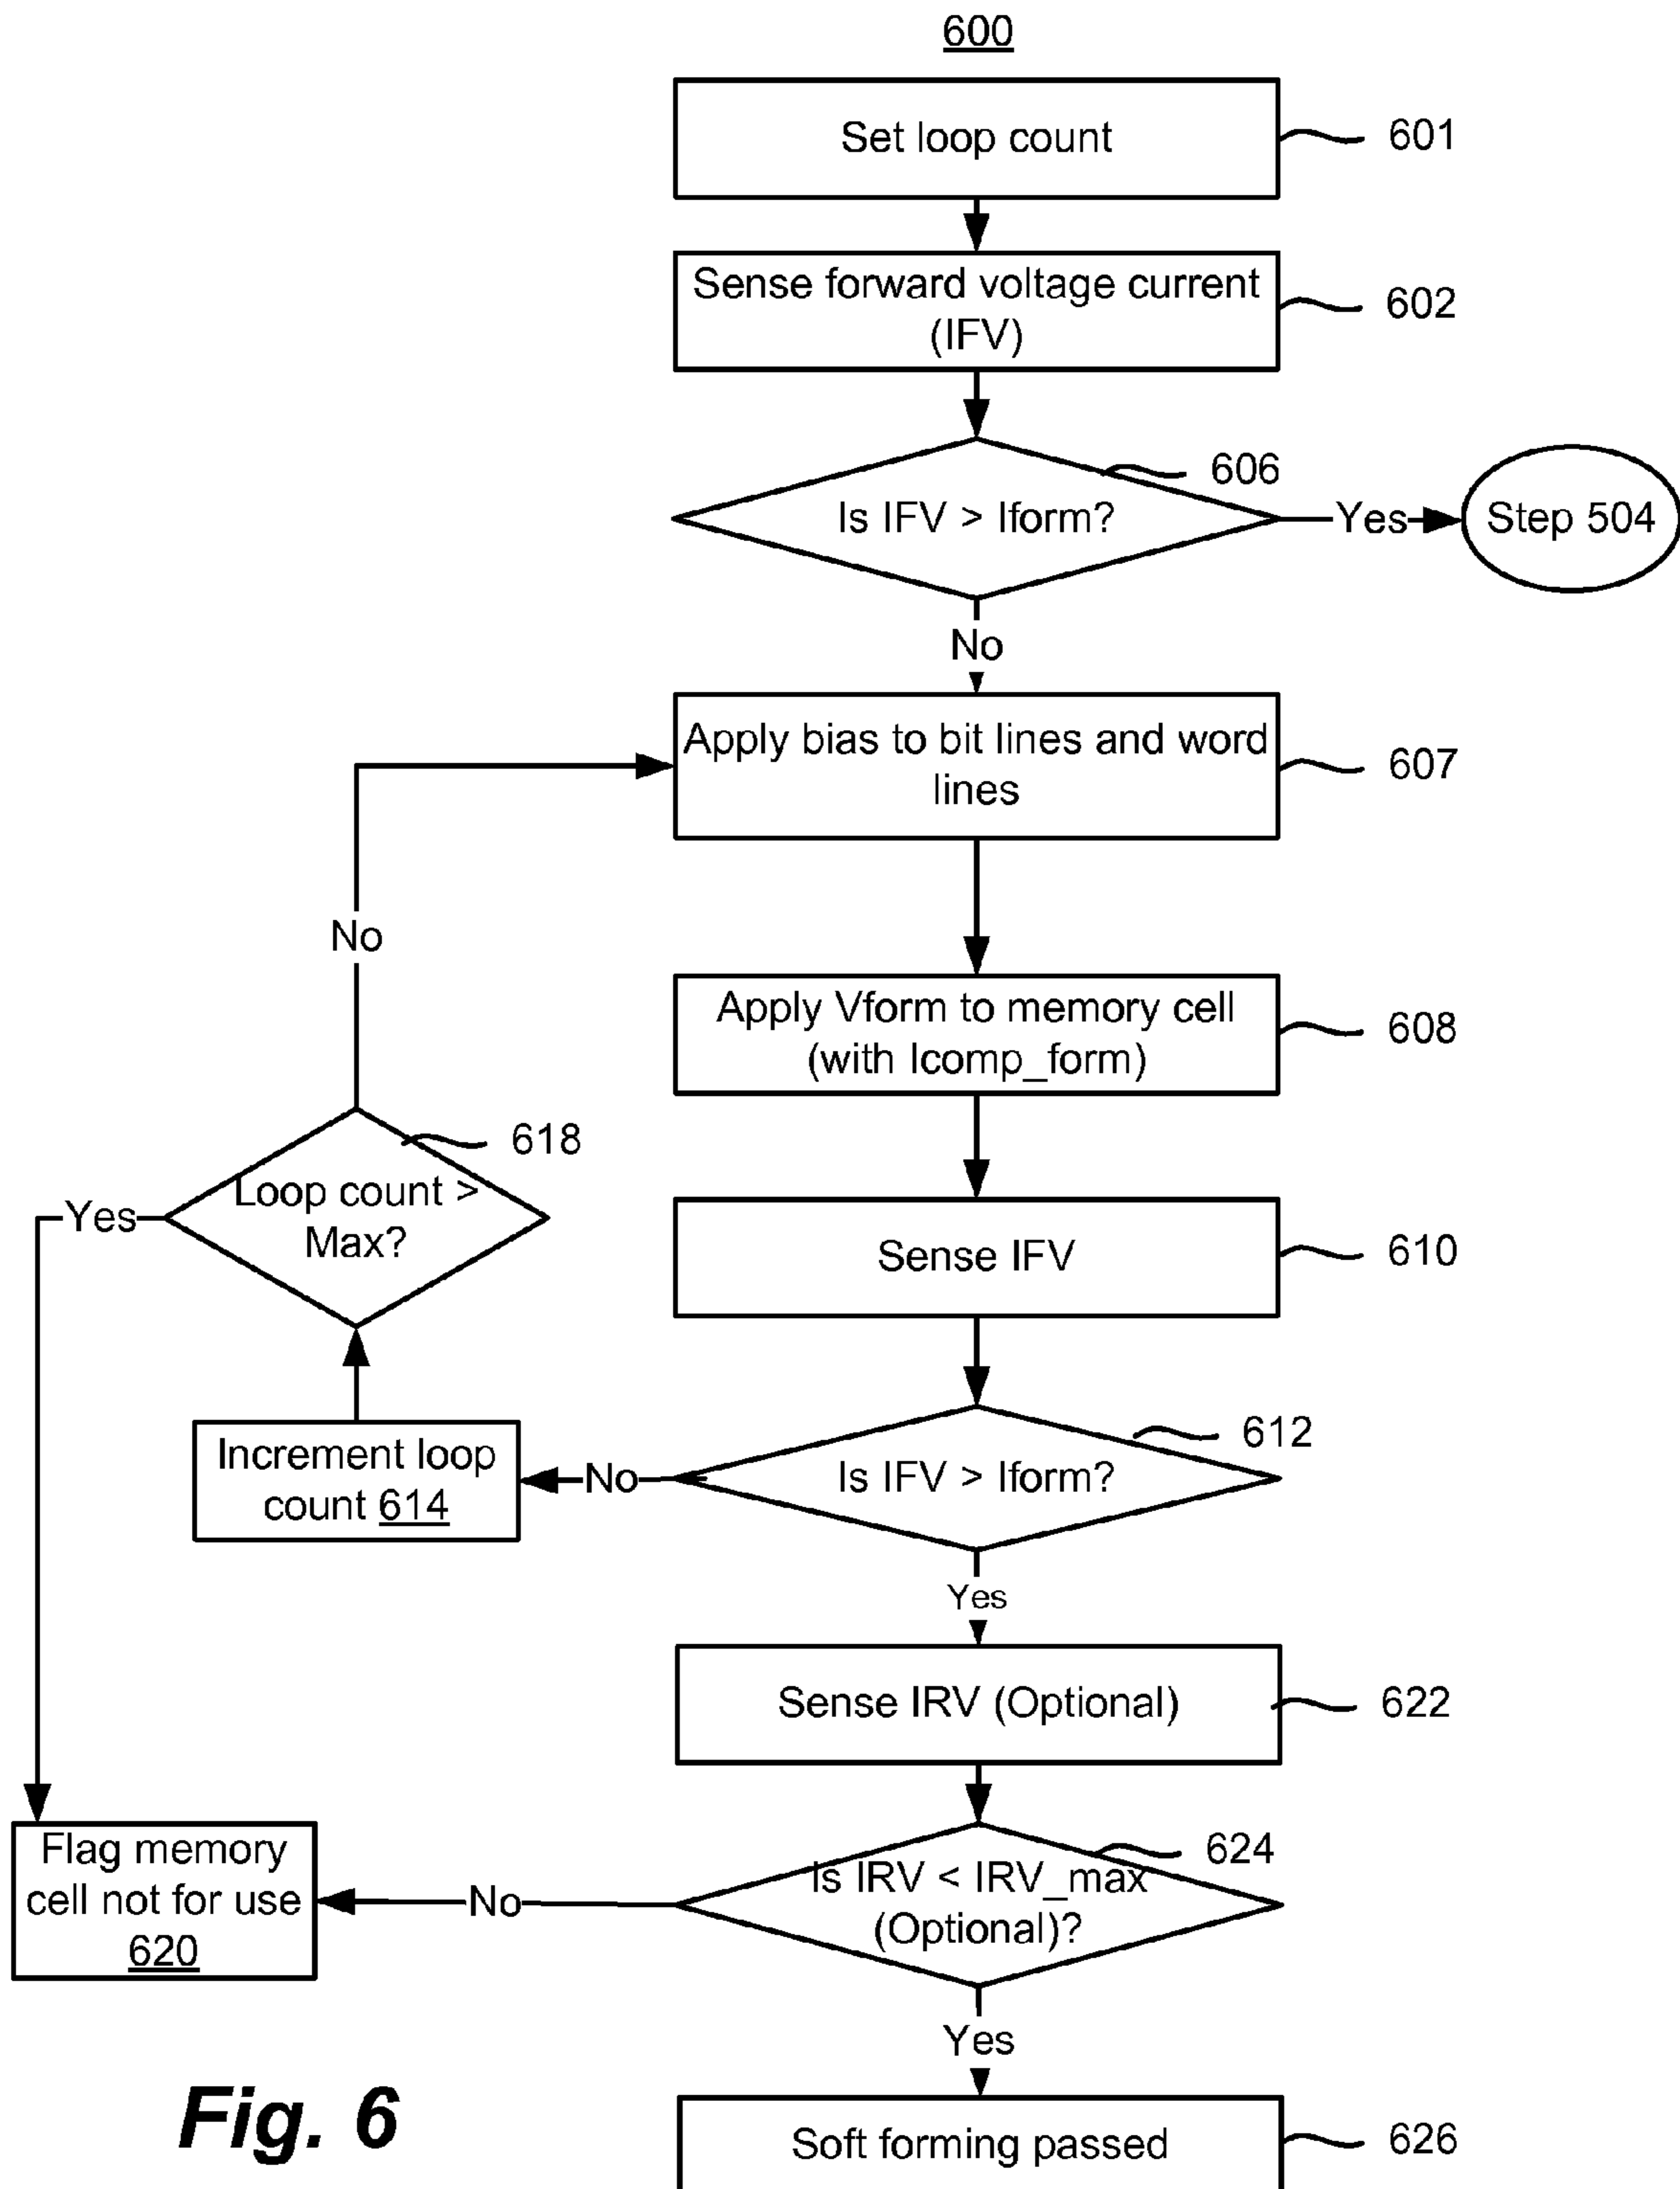 600
Set loop count
601
Sense forward voltage current
(IFV)
602
606
Is IFV > Iform?
Yes
Step 504
No
Apply bias to bit lines and word
lines
607
No
Apply Vform to memory cell
(with Icomp_form)
608
618
Loop count >
Max?
Yes
Sense IFV
610
612
Is IFV > Iform?
No
Increment loop
count 614
Yes
Sense IRV (Optional)
622
624
Is IRV < IRV_max
(Optional)?
No
Flag memory
cell not for use
620
Yes
Soft forming passed
626
Fig. 6